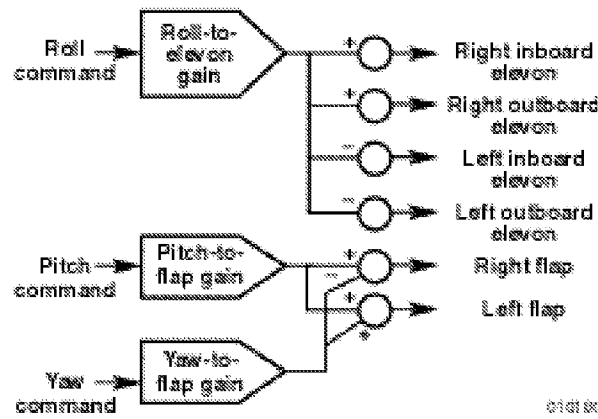 Roll
command
Roll-to-
elevon
gain
+
Right inboard
elevon
+
Right outboard
elevon
−
Left inboard
elevon
−
Left outboard
elevon
Pitch
command
Pitch-to-
flap gain
+
−
Right flap
+
+
Left flap
Yaw
command
Yaw-to-
flap gain